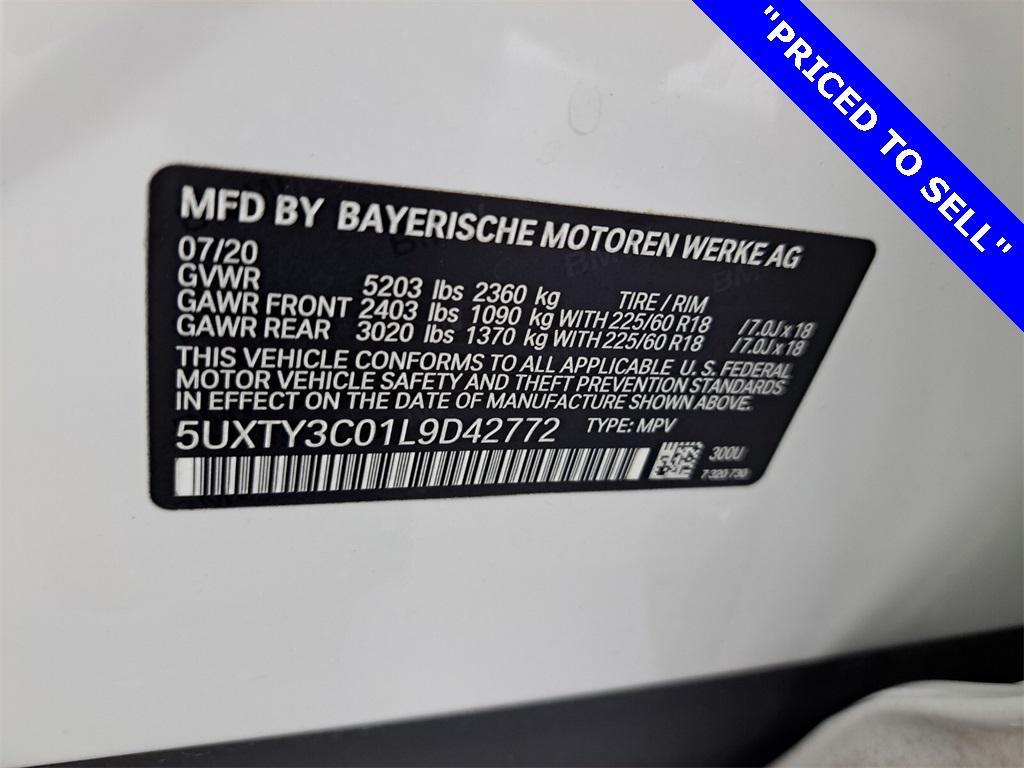 "PRICED TO SELL"
MFD BY BAYERISCHE MOTOREN WERKE AG
07/20
GVWR 5203 lbs 2360 kg TIRE / RIM
GAWR FRONT 2403 lbs 1090 kg WITH 225/60 R18 /7.0J x 18
GAWR REAR 3020 lbs 1370 kg WITH 225/60 R18 /7.0J x 18
THIS VEHICLE CONFORMS TO ALL APPLICABLE U. S. FEDERAL
MOTOR VEHICLE SAFETY AND THEFT PREVENTION STANDARDS
IN EFFECT ON THE DATE OF MANUFACTURE SHOWN ABOVE.
5UXTY3C01L9D42772 TYPE: MPV
300U
7 320 730